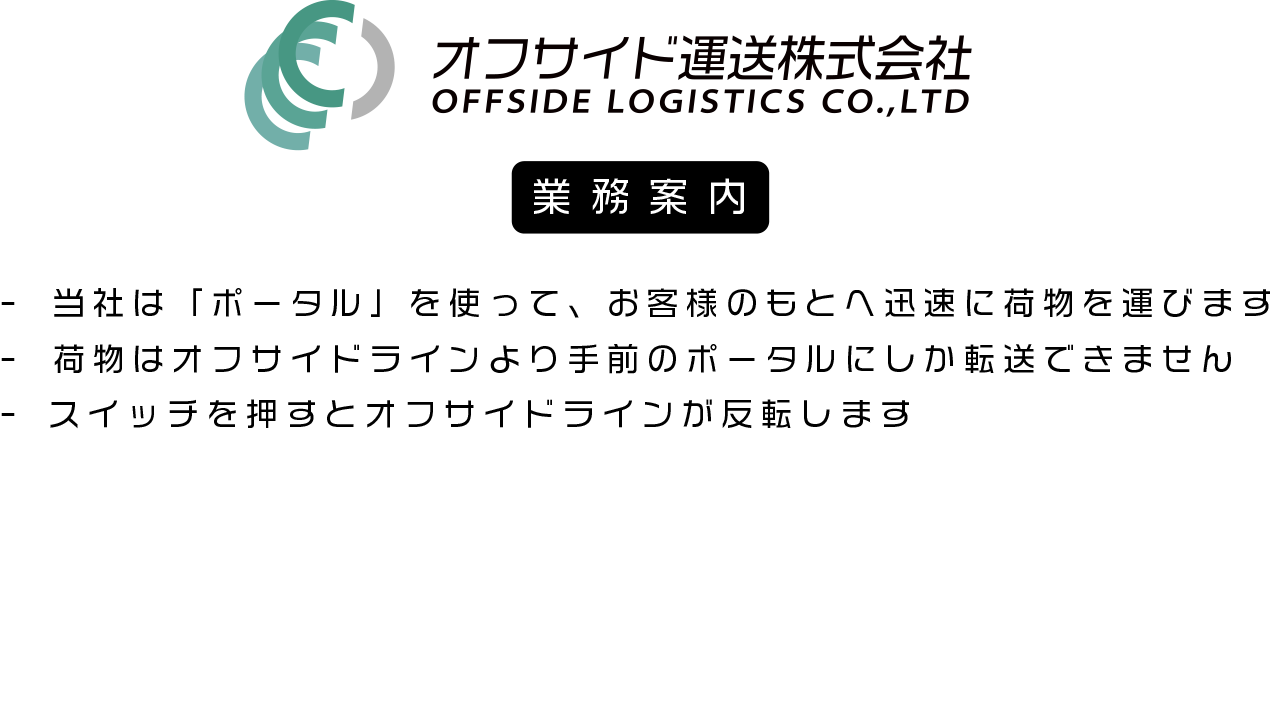 オフサイド運送株式会社
OFFSIDE LOGISTICS CO.,LTD
業務案内
- 当社は「ポータル」を使って、お客様のもとへ迅速に荷物を運びます
- 荷物はオフサイドラインより手前のポータルにしか転送できません
- スイッチを押すとオフサイドラインが反転します